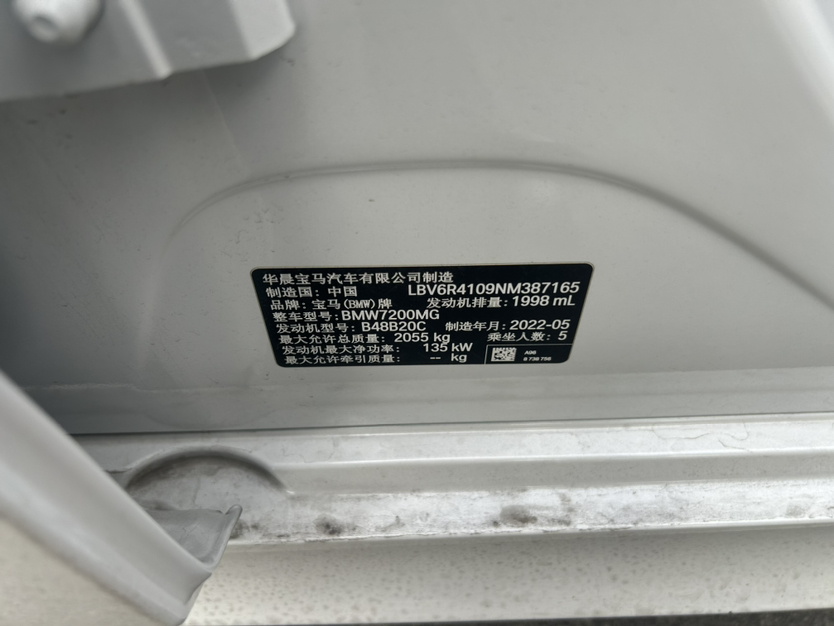 华晨宝马汽车有限公司制造
制造国: 中国 LBV6R4109NM387165
品牌: 宝马(BMW)牌 发动机排量: 1998 mL
整车型号: BMW7200MG
发动机型号: B48B20C 制造年月: 2022-05
最大允许总质量: 2055 kg 乘坐人数: 5
发动机最大净功率: 135 kW
最大允许牵引质量: -- kg
A96
8 738 758